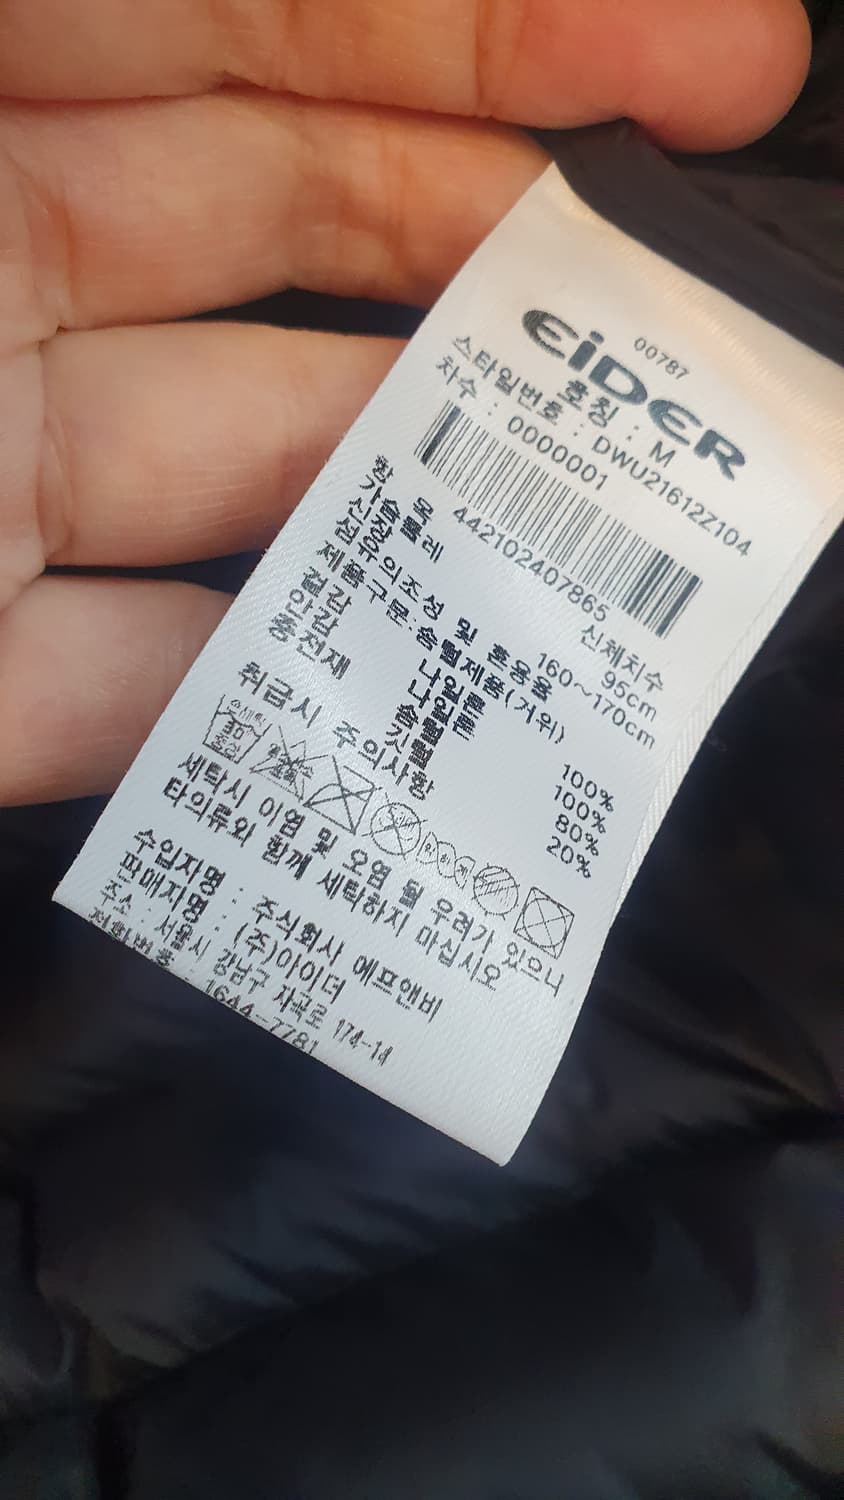 00787
EiDER
호칭 : M
스타일번호 : DWU21612Z104
차수 : 0000001
442102407865
항 목 신체치수
가슴둘레 95cm
신장 160~170cm
섬유의조성 및 혼용율
제품구분:솜털제품(거위)
겉감 나일론 100%
안감 나일론 100%
충전재 솜털 80%
깃털 20%
취급시 주의사항
세탁시 이염 및 오염 될 우려가 있으니
타의류와 함께 세탁하지 마십시오
수입자명 : 주식회사 에프앤비
판매자명 : (주)아이더
주소 : 서울시 강남구 자곡로 174-14
전화번호 : 1644-7781